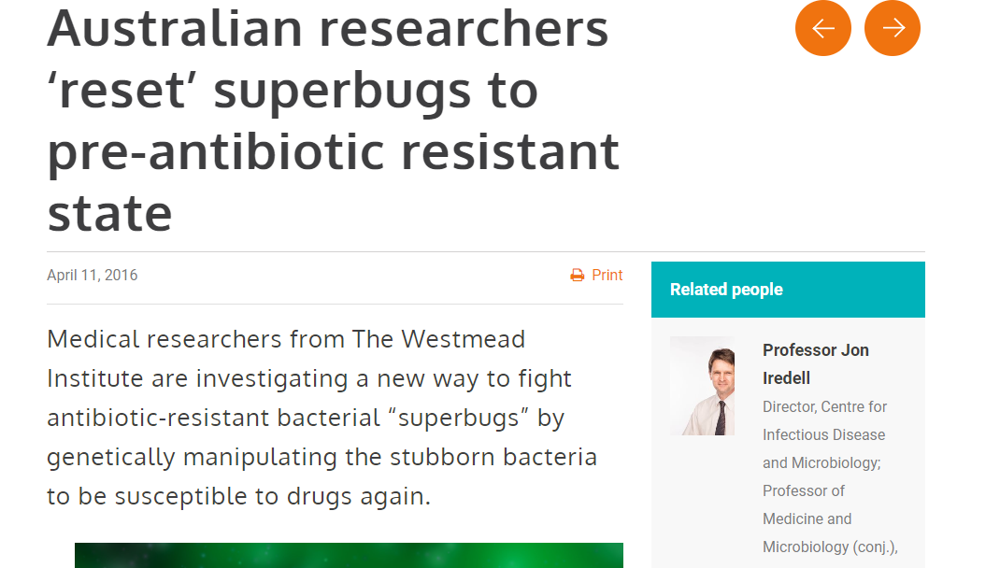 Australian researchers
‘reset’ superbugs to
pre-antibiotic resistant
state
April 11, 2016
Print
Medical researchers from The Westmead
Institute are investigating a new way to fight
antibiotic-resistant bacterial “superbugs” by
genetically manipulating the stubborn bacteria
to be susceptible to drugs again.
Related people
Professor Jon
Iredell
Director, Centre for
Infectious Disease
and Microbiology;
Professor of
Medicine and
Microbiology (conj.),